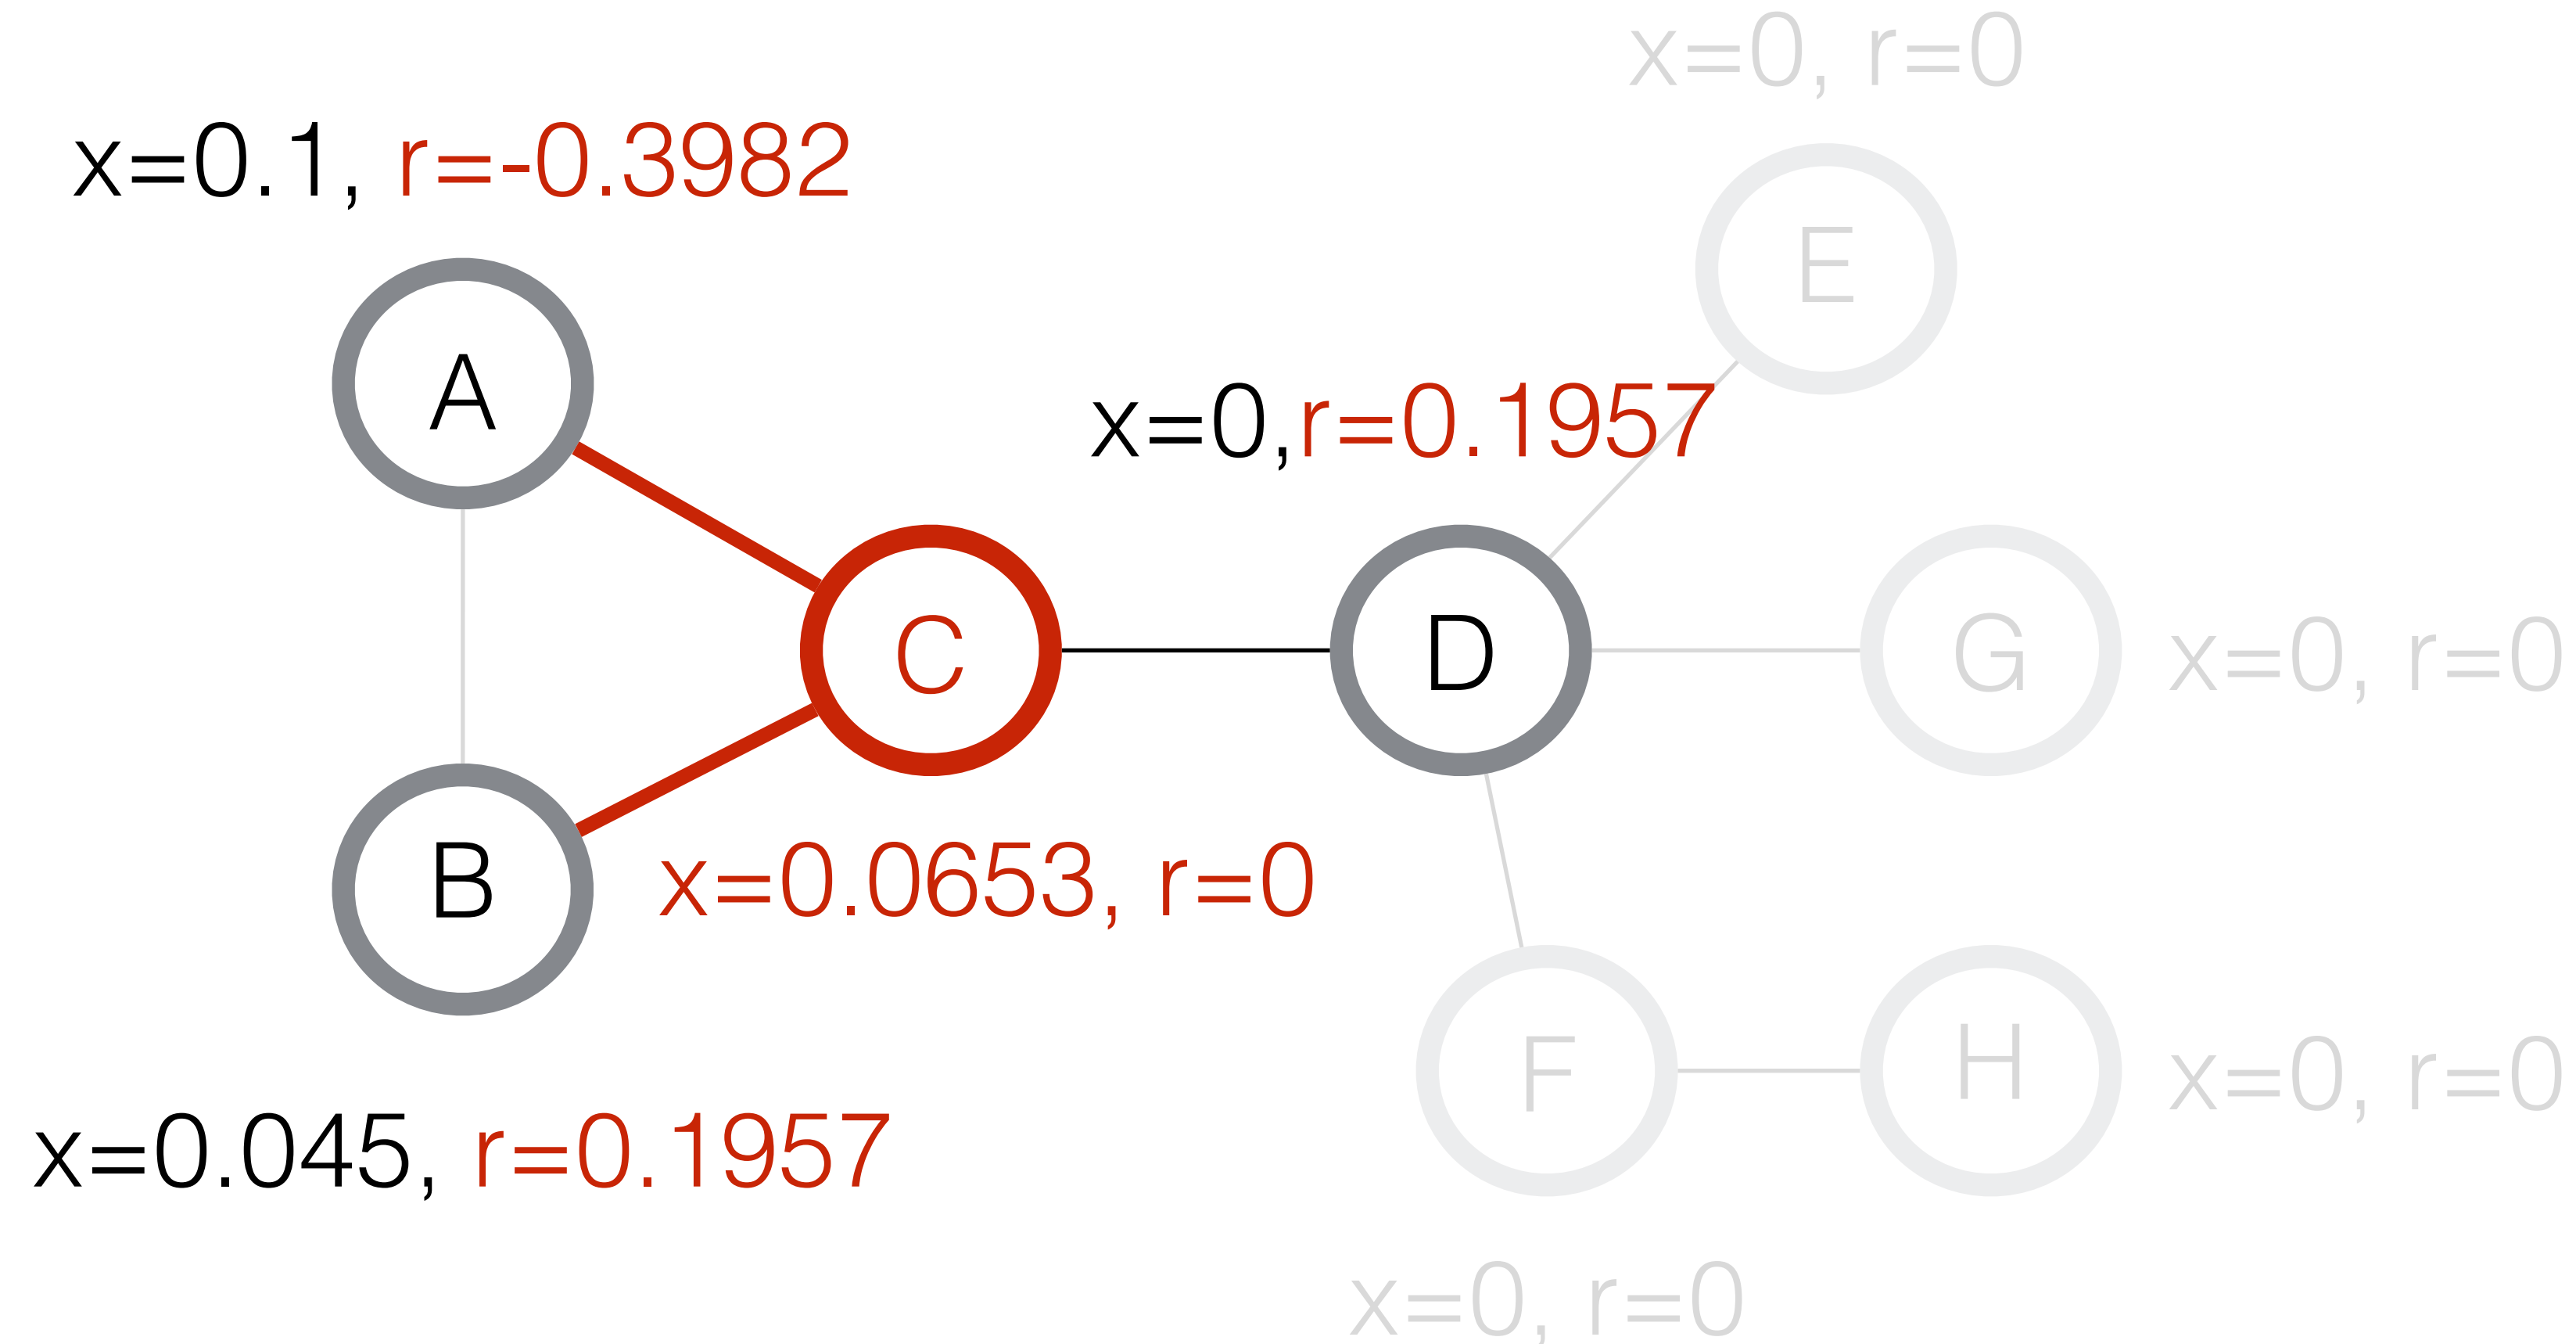 x=0, r=0
x=0.1, r=-0.3982
E
A
x=0,r=0.1957
C
D
G
x=0, r=0
B
x=0.0653, r=0
F
H
x=0, r=0
x=0.045, r=0.1957
x=0, r=0